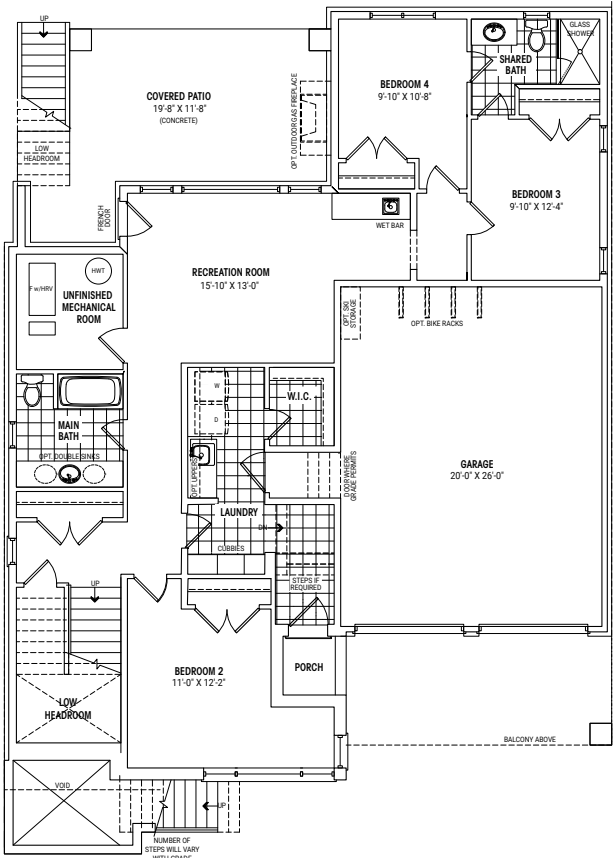 UP
GLASS
SHOWER
SHARED
BATH
BEDROOM 4
9'-10" X 10'-8"
COVERED PATIO
19'-8" X 11'-8"
(CONCRETE)
OPT. OUTDOOR GAS FIREPLACE
LOW
HEADROOM
BEDROOM 3
9'-10" X 12'-4"
FRENCH
DOOR
WET BAR
RECREATION ROOM
15'-10" X 13'-0"
HWT
F w/HRV
UNFINISHED
MECHANICAL
ROOM
OPT. SKI
STORAGE
OPT. BIKE RACKS
W
D
W.I.C.
MAIN
BATH
OPT. DOUBLE SINKS
OPT. UPPERS
DOOR WHERE
GRADE PERMITS
GARAGE
20'-0" X 26'-0"
LAUNDRY
DN
CUBBIES
STEPS IF
REQUIRED
UP
BEDROOM 2
11'-0" X 12'-2"
PORCH
LOW
HEADROOM
BALCONY ABOVE
VOID
UP
NUMBER OF
STEPS WILL VARY
WITH GRADE